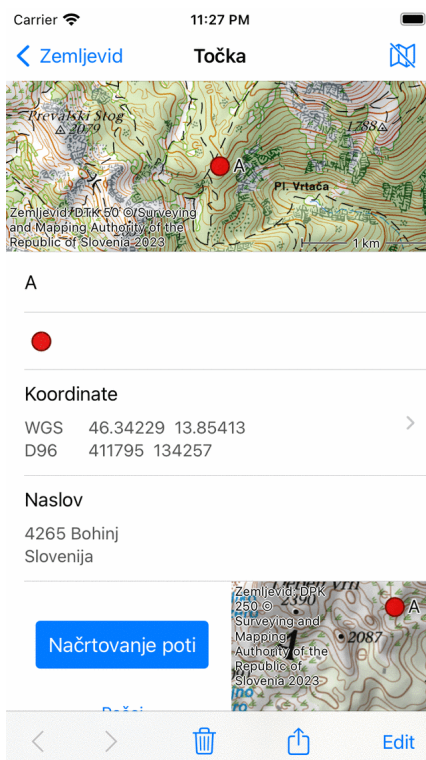 Carrier 11:27 PM
Zemljevid Točka
Prevalski Stog
2079
1788
A
Pl. Vrtača
Zemljevid: DTK 50 © Surveying
and Mapping Authority of the
Republic of Slovenia 2023
1 km
A
Koordinate
WGS 46.34229 13.85413
D96 411795 134257
Naslov
4265 Bohinj
Slovenija
Načrtovanje poti
Zemljevid: DPK
250 ©
Surveying and
Mapping
Authority of the
Republic of
Slovenia 2023
vrh
2390
A
1
2087
Edit